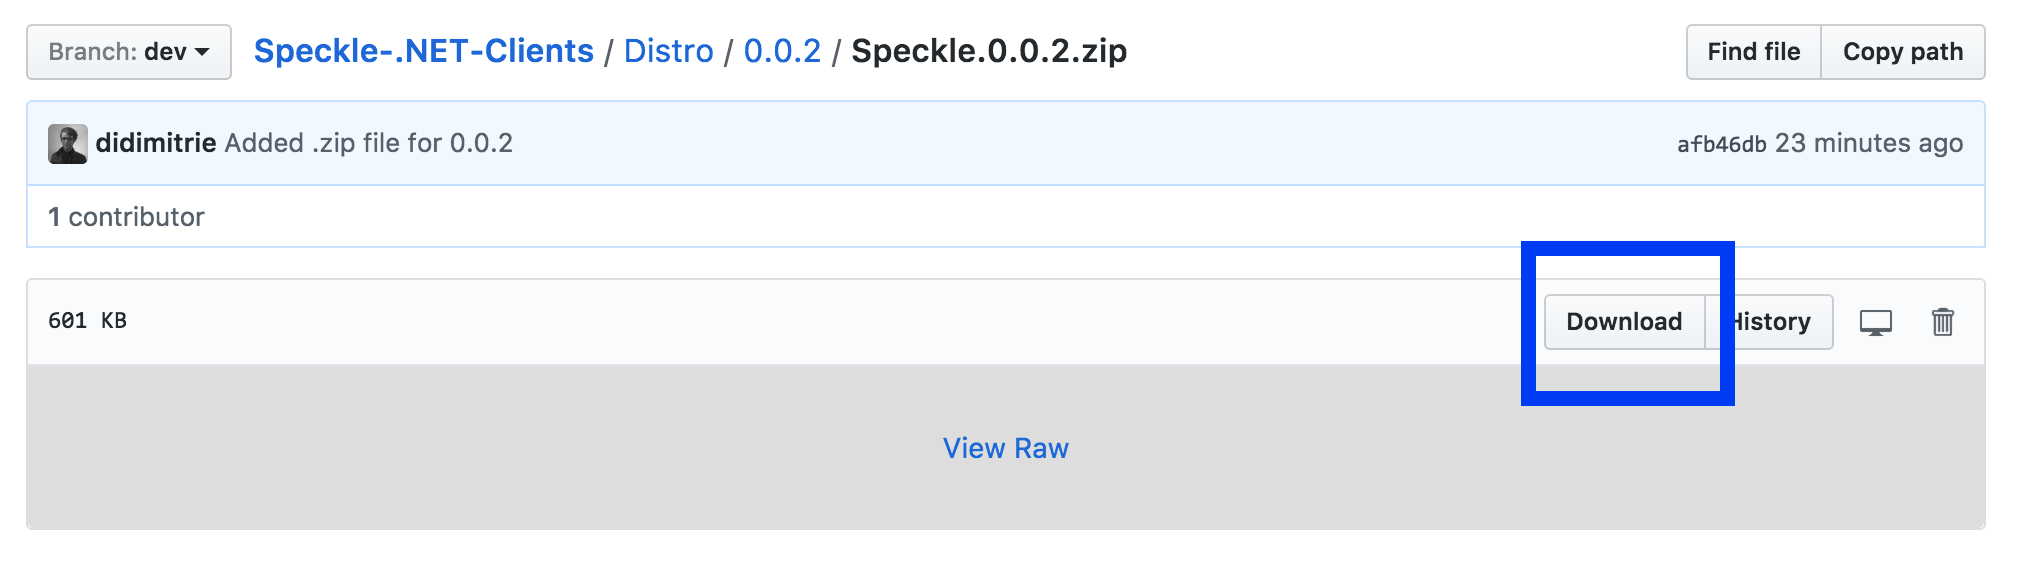 Branch: dev Speckle-.NET-Clients / Distro / 0.0.2 / Speckle.0.0.2.zip Find file Copy path
didimitrie Added .zip file for 0.0.2 afb46db 23 minutes ago
1 contributor
601 KB Download History
View Raw